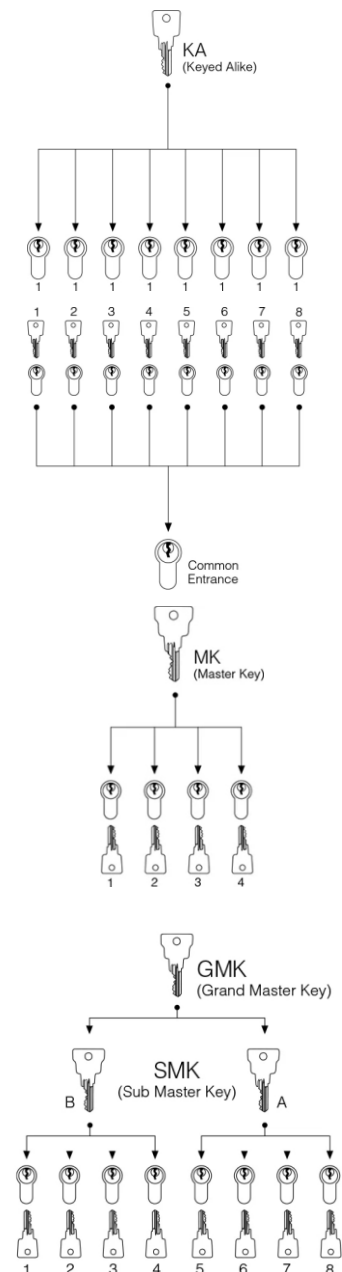 KA
(Keyed Alike)
1 1 1 1 1 1 1 1
1 2 3 4 5 6 7 8
Common
Entrance
MK
(Master Key)
1 2 3 4
GMK
(Grand Master Key)
SMK
(Sub Master Key)
B A
1 2 3 4 5 6 7 8